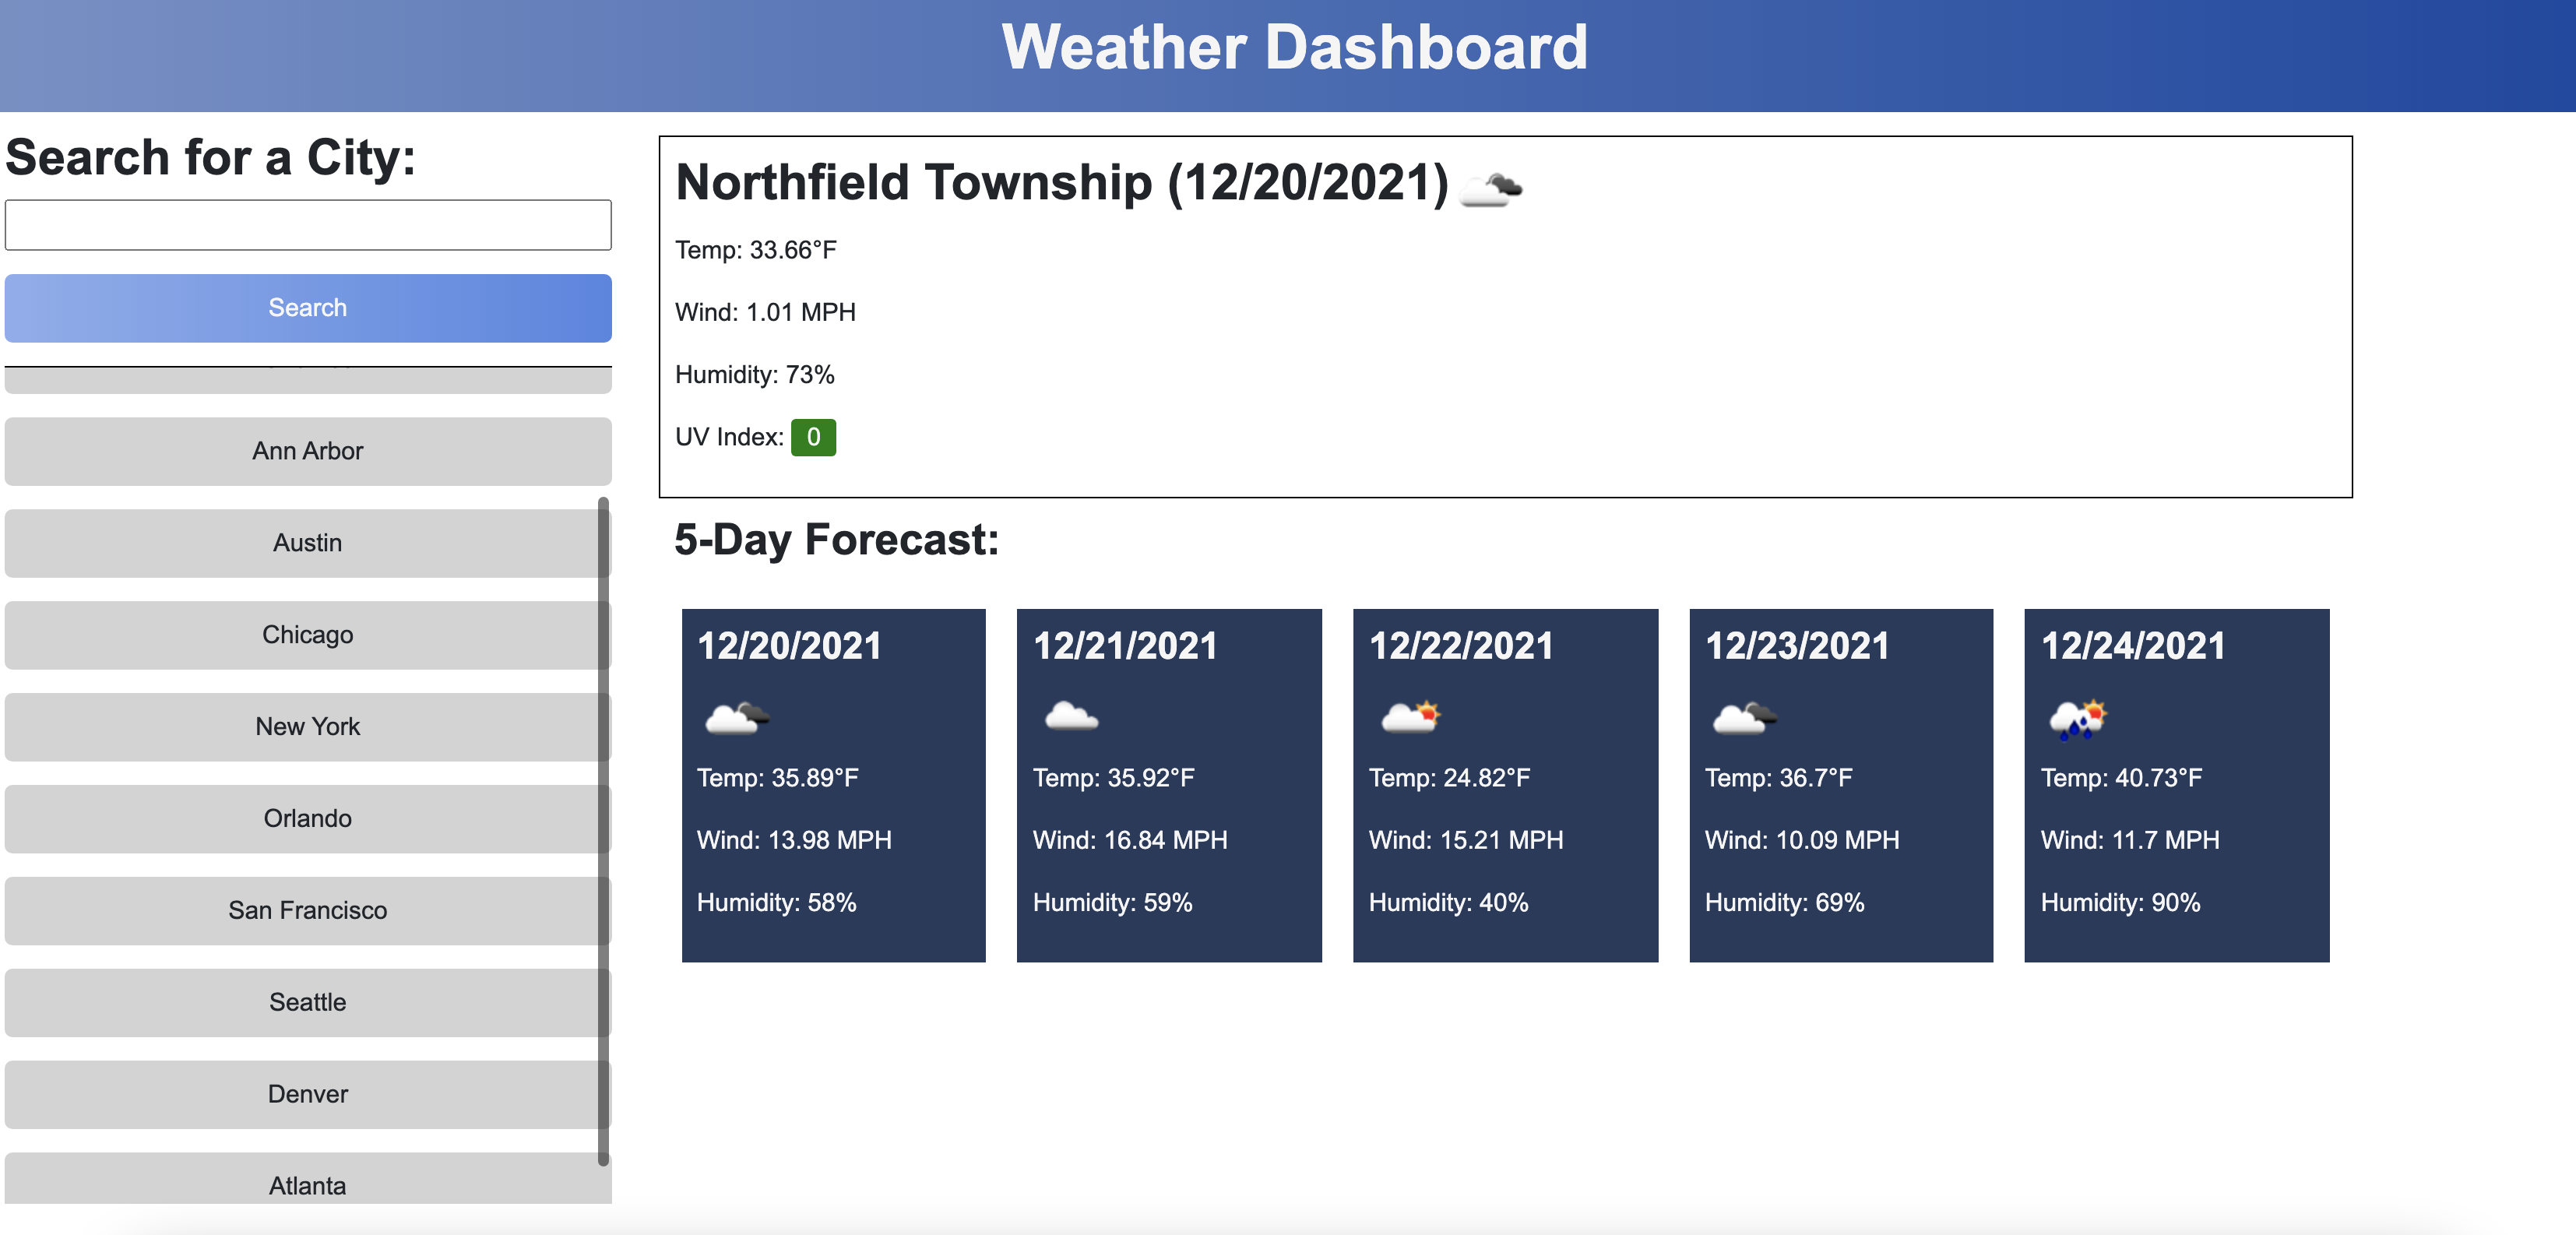 Weather Dashboard
Search for a City:
Search
Ann Arbor
Austin
Chicago
New York
Orlando
San Francisco
Seattle
Denver
Atlanta
Northfield Township (12/20/2021)
Temp: 33.66°F
Wind: 1.01 MPH
Humidity: 73%
UV Index: 0
5-Day Forecast:
12/20/2021
Temp: 35.89°F
Wind: 13.98 MPH
Humidity: 58%
12/21/2021
Temp: 35.92°F
Wind: 16.84 MPH
Humidity: 59%
12/22/2021
Temp: 24.82°F
Wind: 15.21 MPH
Humidity: 40%
12/23/2021
Temp: 36.7°F
Wind: 10.09 MPH
Humidity: 69%
12/24/2021
Temp: 40.73°F
Wind: 11.7 MPH
Humidity: 90%